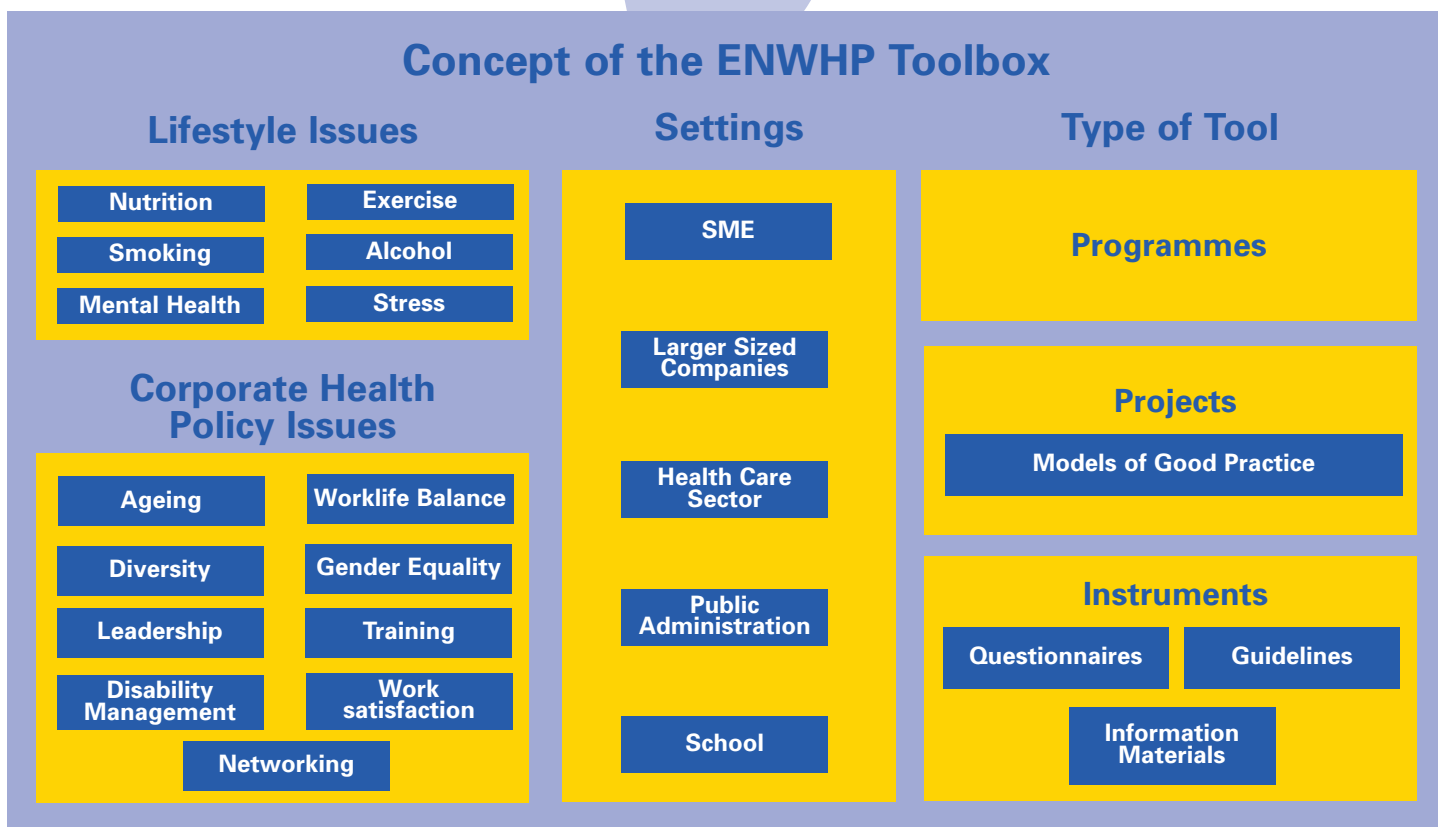 Concept of the ENWHP Toolbox
Lifestyle Issues
Nutrition
Exercise
Smoking
Alcohol
Mental Health
Stress
Corporate Health
Policy Issues
Ageing
Worklife Balance
Diversity
Gender Equality
Leadership
Training
Disability
Management
Work
satisfaction
Networking
Settings
SME
Larger Sized
Companies
Health Care
Sector
Public
Administration
School
Type of Tool
Programmes
Projects
Models of Good Practice
Instruments
Questionnaires
Guidelines
Information
Materials